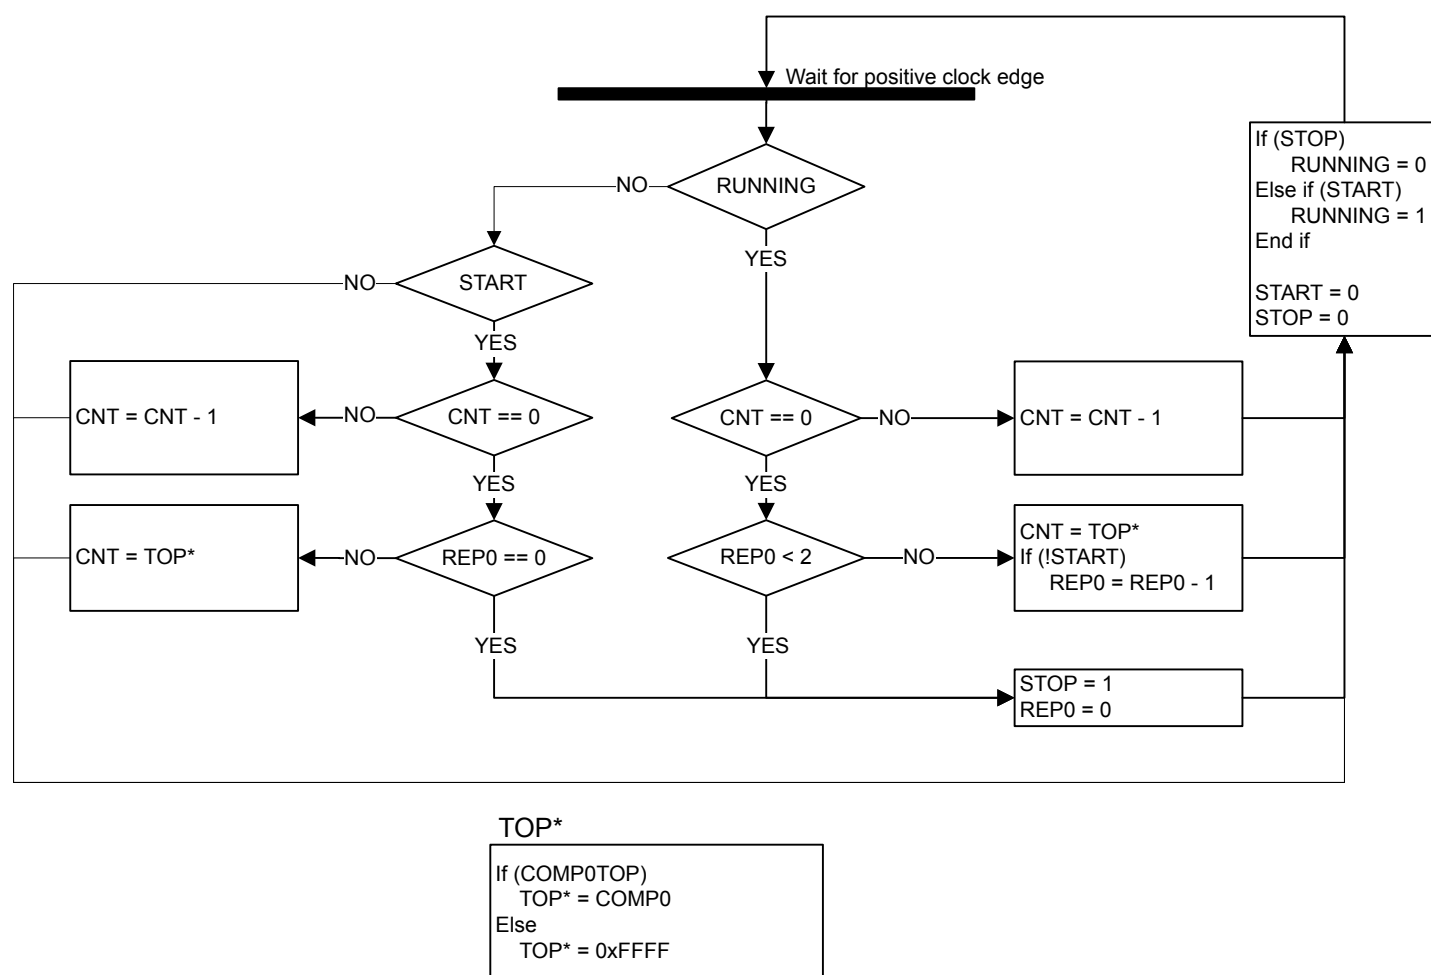 Wait for positive clock edge
RUNNING
NO
YES
If (STOP)
RUNNING = 0
Else if (START)
RUNNING = 1
End if
START = 0
STOP = 0
START
NO
YES
CNT = CNT - 1
NO
CNT == 0
YES
CNT == 0
NO
CNT = CNT - 1
YES
CNT = TOP*
NO
REP0 == 0
YES
REP0 < 2
NO
CNT = TOP*
If (!START)
REP0 = REP0 - 1
YES
STOP = 1
REP0 = 0
TOP*
If (COMP0TOP)
TOP* = COMP0
Else
TOP* = 0xFFFF